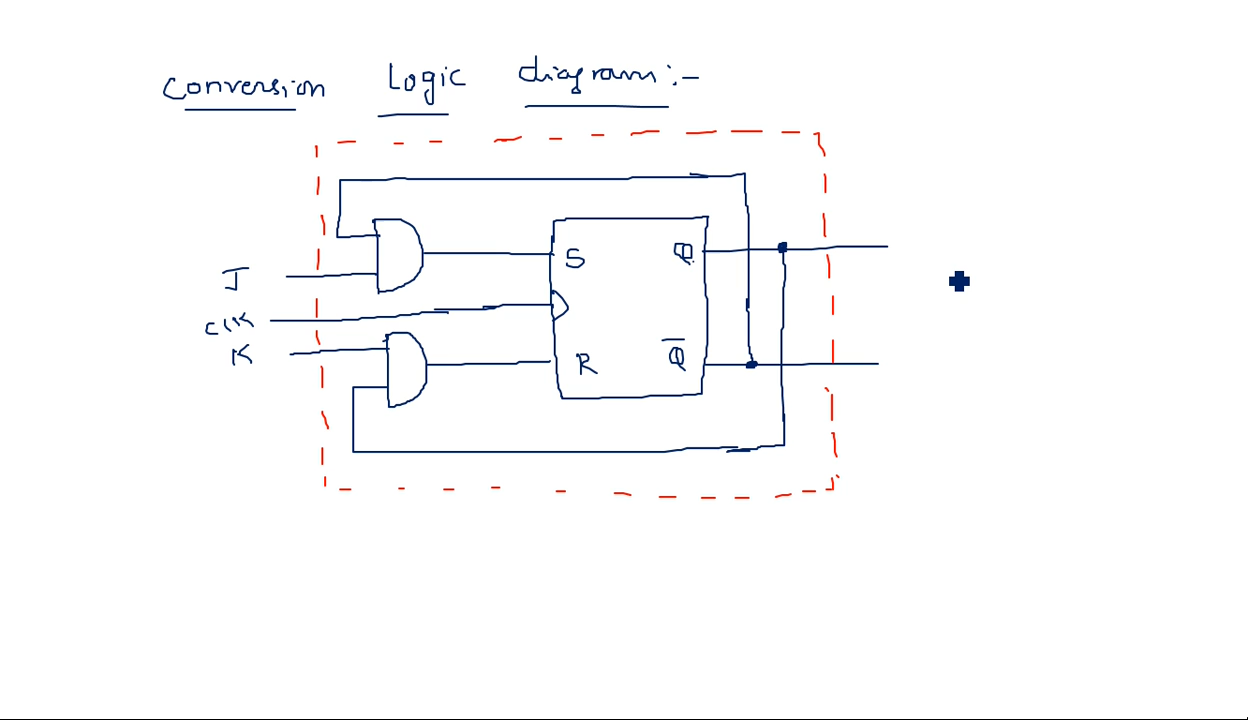 Conversion Logic diagram:-
S Q
J
CLK
K
R Q̅